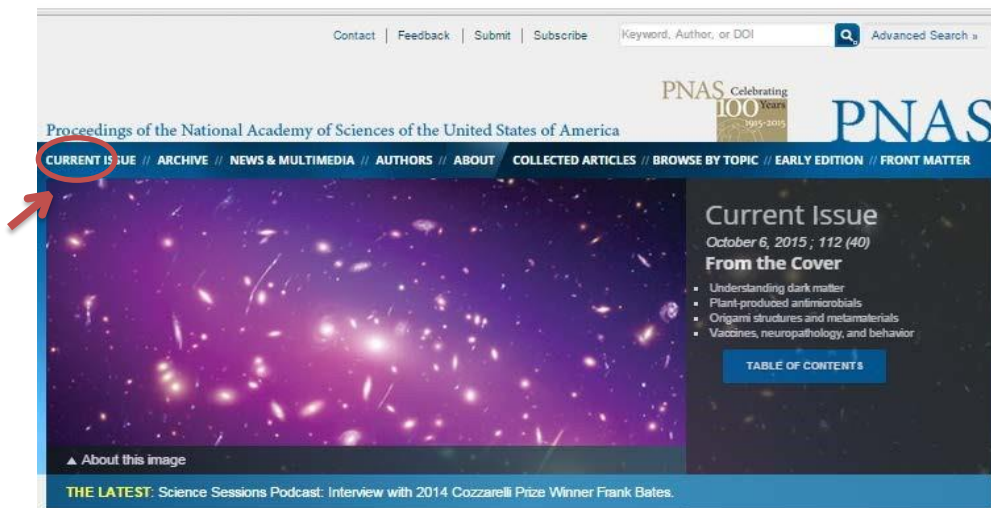 Contact | Feedback | Submit | Subscribe Keyword, Author, or DOI Advanced Search »
PNAS Celebrating
100 Years
1915-2015
PNAS
Proceedings of the National Academy of Sciences of the United States of America
CURRENT ISSUE // ARCHIVE // NEWS & MULTIMEDIA // AUTHORS // ABOUT COLLECTED ARTICLES // BROWSE BY TOPIC // EARLY EDITION // FRONT MATTER
Current Issue
October 6, 2015 ; 112 (40)
From the Cover
Understanding dark matter
Plant-produced antimicrobials
Origami structures and metamaterials
Vaccines, neuropathology, and behavior
TABLE OF CONTENTS
▲ About this image
THE LATEST: Science Sessions Podcast: Interview with 2014 Cozzarelli Prize Winner Frank Bates.